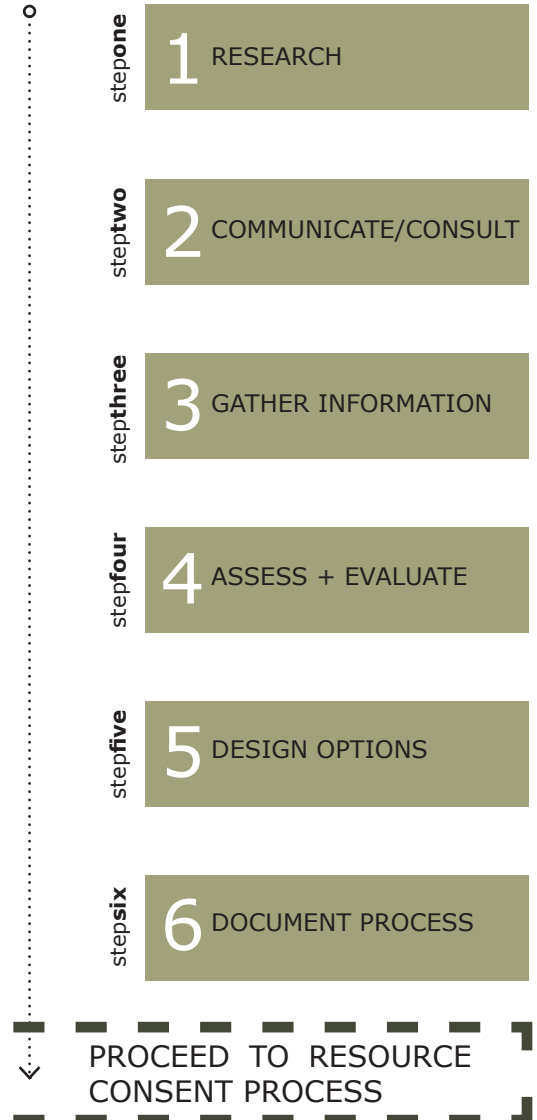 stepone
1 RESEARCH
steptwo
2 COMMUNICATE/CONSULT
stepthree
3 GATHER INFORMATION
stepfour
4 ASSESS + EVALUATE
stepfive
5 DESIGN OPTIONS
stepsix
6 DOCUMENT PROCESS
PROCEED TO RESOURCE
CONSENT PROCESS